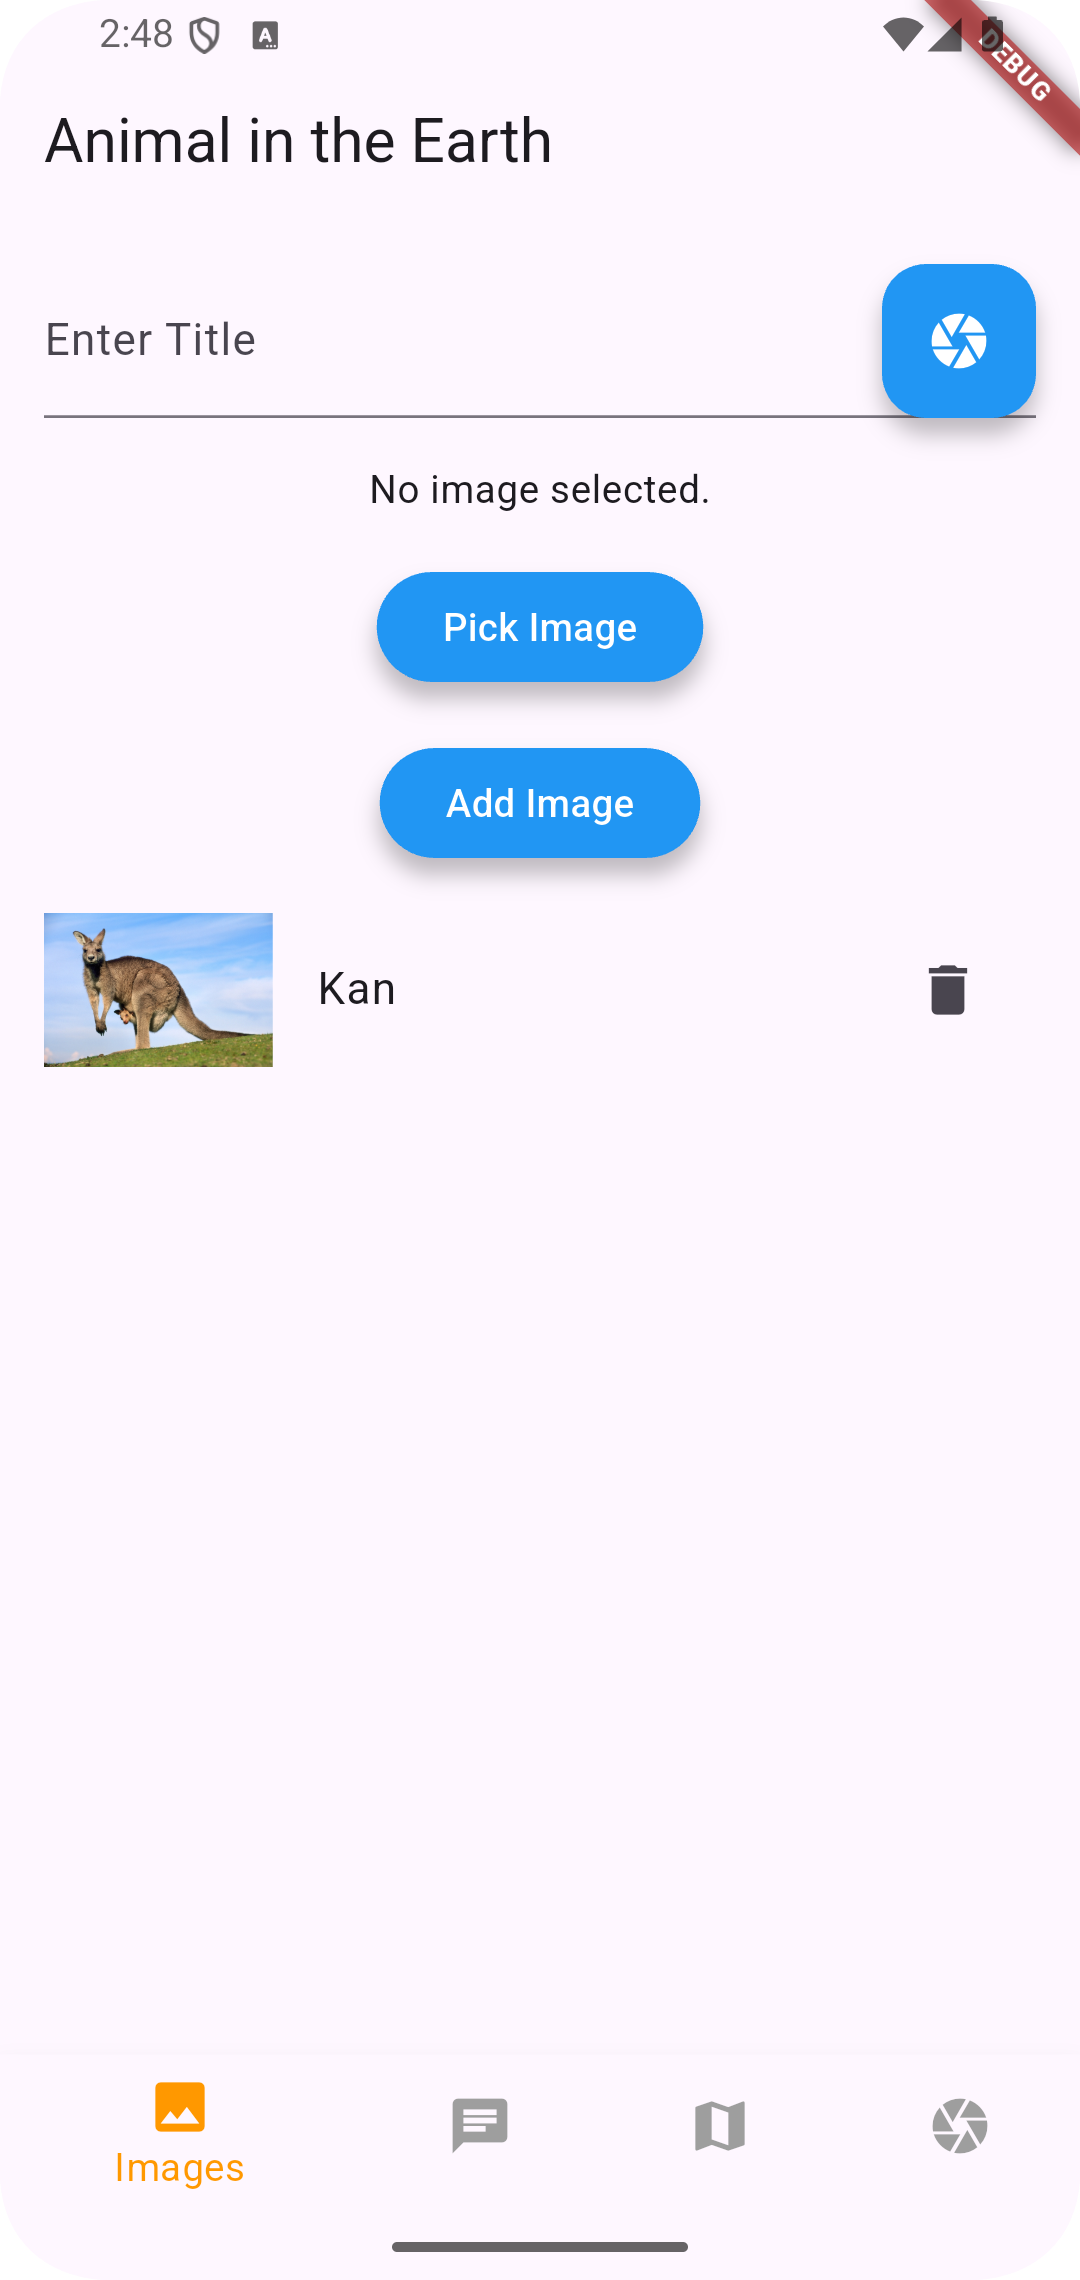 2:48
DEBUG
Animal in the Earth
Enter Title
No image selected.
Pick Image
Add Image
Kan
Images